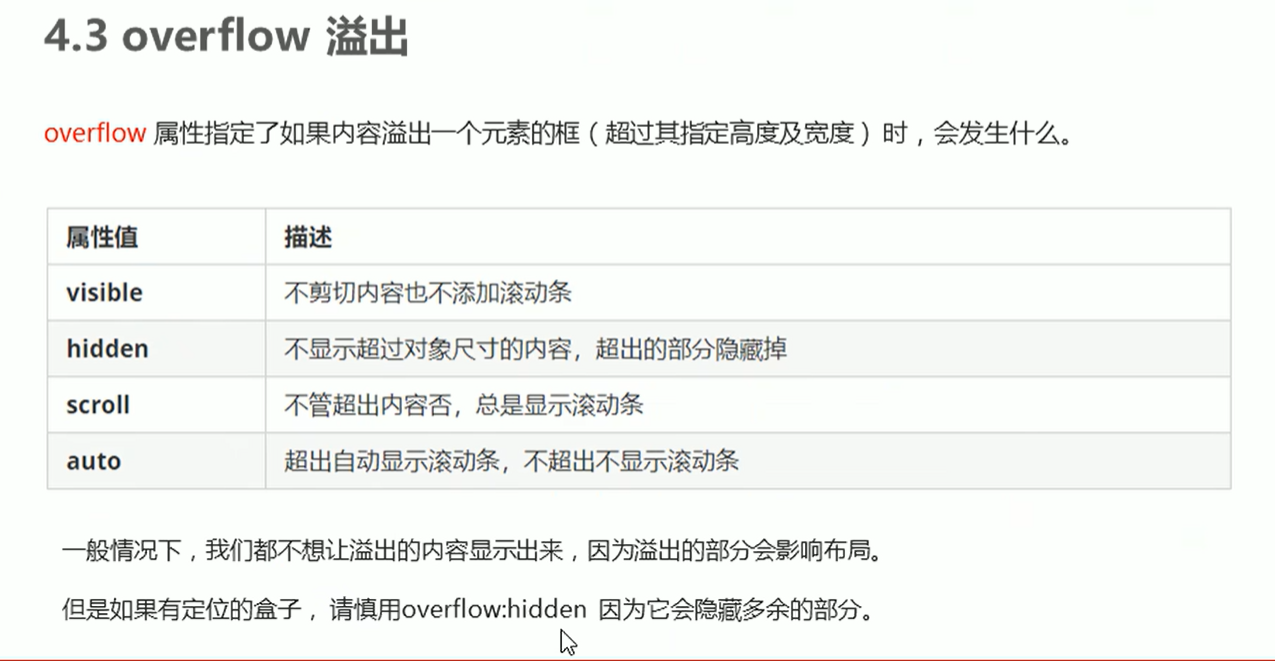 4.3 overflow 溢出
overflow 属性指定了如果内容溢出一个元素的框（超过其指定高度及宽度）时，会发生什么。
属性值 描述
visible 不剪切内容也不添加滚动条
hidden 不显示超过对象尺寸的内容，超出的部分隐藏掉
scroll 不管超出内容否，总是显示滚动条
auto 超出自动显示滚动条，不超出不显示滚动条
一般情况下，我们都不想让溢出的内容显示出来，因为溢出的部分会影响布局。
但是如果有定位的盒子，请慎用overflow:hidden 因为它会隐藏多余的部分。